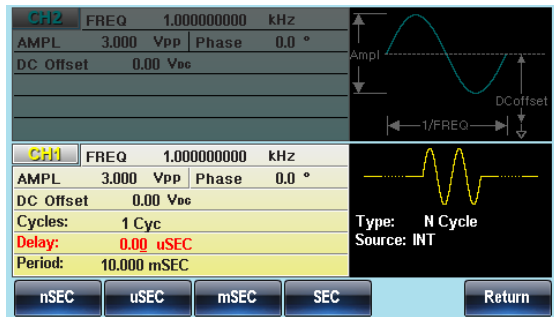 CH2 FREQ 1.000000000 kHz
AMPL 3.000 VPP Phase 0.0 °
DC Offset 0.00 VDC
Ampl
DCoffset
1/FREQ
CH1 FREQ 1.000000000 kHz
AMPL 3.000 VPP Phase 0.0 °
DC Offset 0.00 VDC
Cycles: 1 Cyc
Delay: 0.00 uSEC
Period: 10.000 mSEC
Type: N Cycle
Source: INT
nSEC uSEC mSEC SEC Return